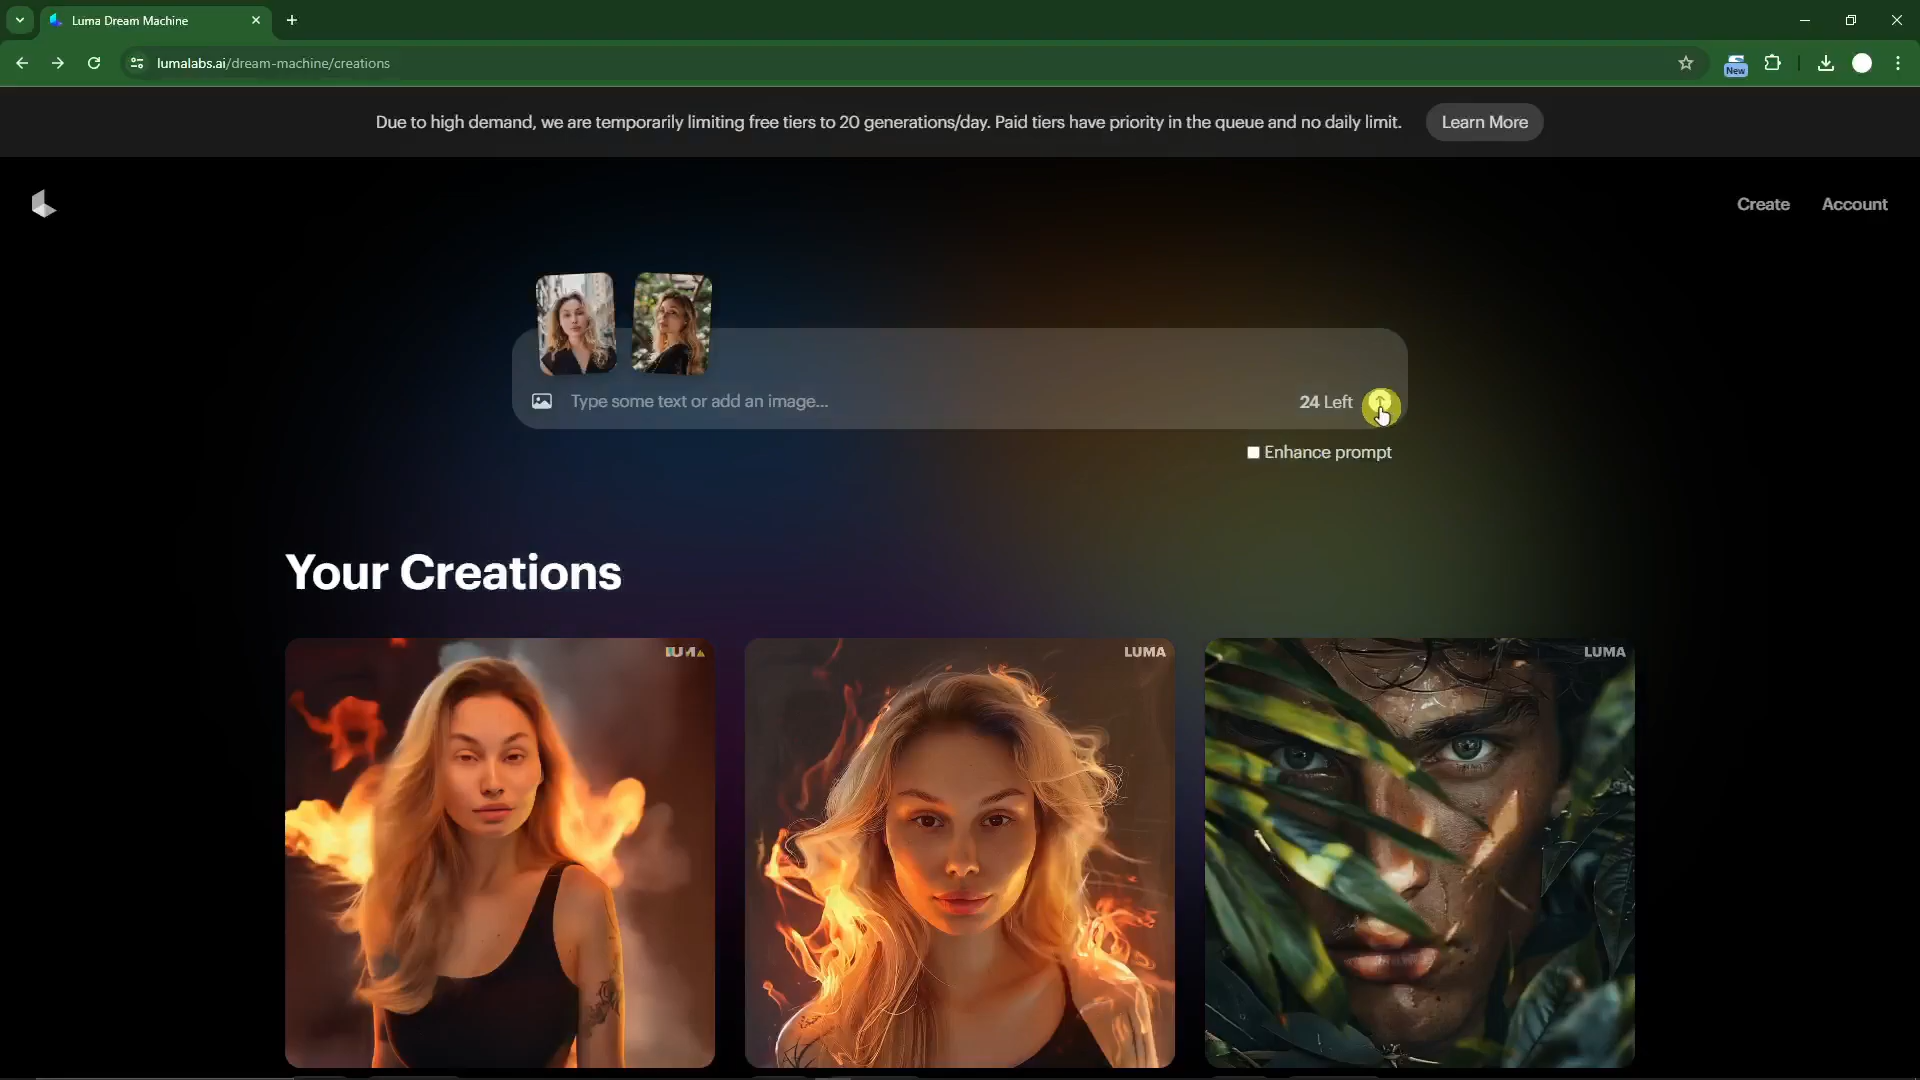 Luma Dream Machine
lumalabs.ai/dream-machine/creations
New
Due to high demand, we are temporarily limiting free tiers to 20 generations/day. Paid tiers have priority in the queue and no daily limit.
Learn More
Create
Account
Type some text or add an image...
24 Left
Enhance prompt
Your Creations
LUMA
LUMA
LUMA